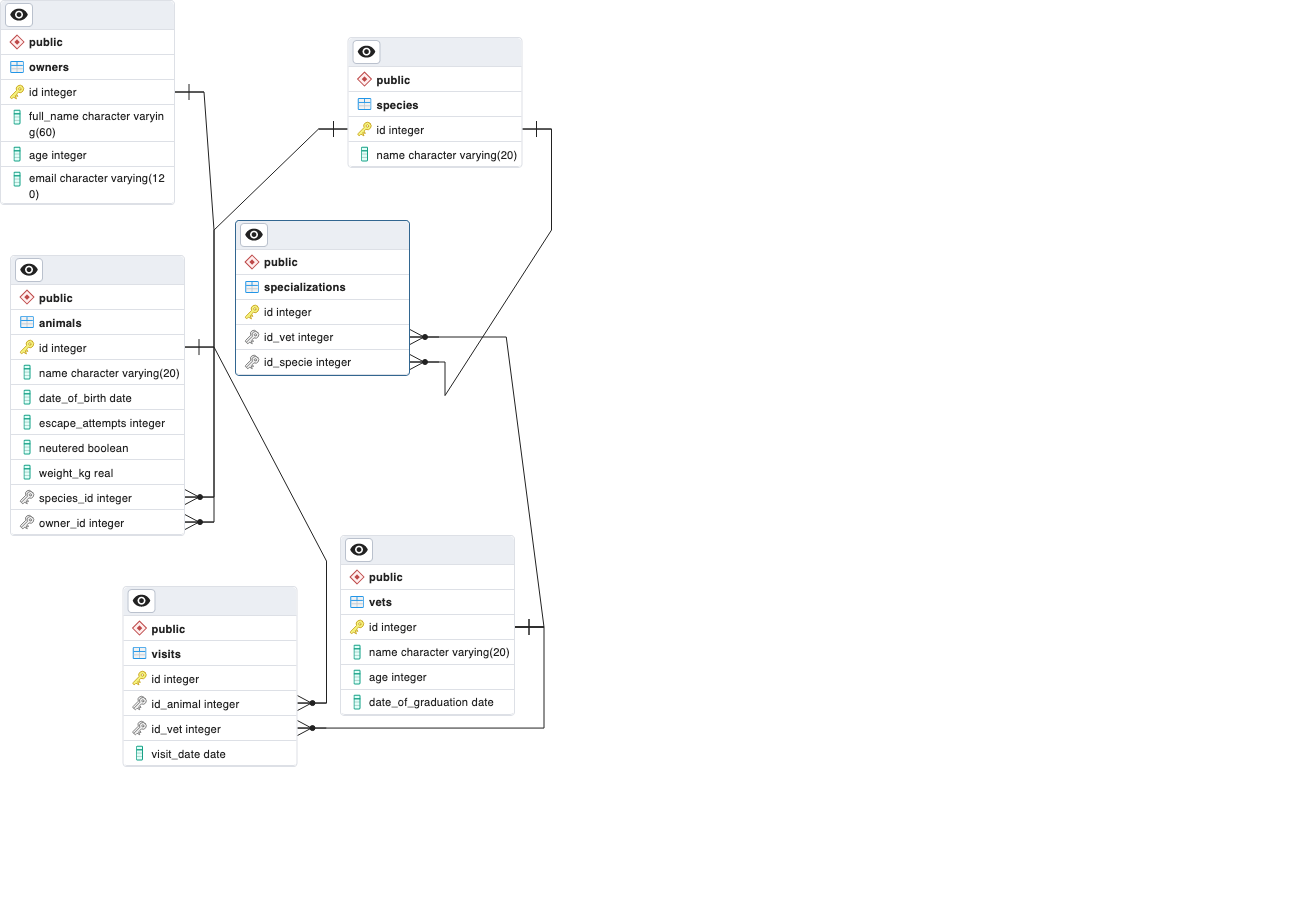 public
owners
id integer
full_name character varyin
g(60)
age integer
email character varying(12
0)
public
species
id integer
name character varying(20)
public
specializations
id integer
id_vet integer
id_specie integer
public
animals
id integer
name character varying(20)
date_of_birth date
escape_attempts integer
neutered boolean
weight_kg real
species_id integer
owner_id integer
public
vets
id integer
name character varying(20)
age integer
date_of_graduation date
public
visits
id integer
id_animal integer
id_vet integer
visit_date date